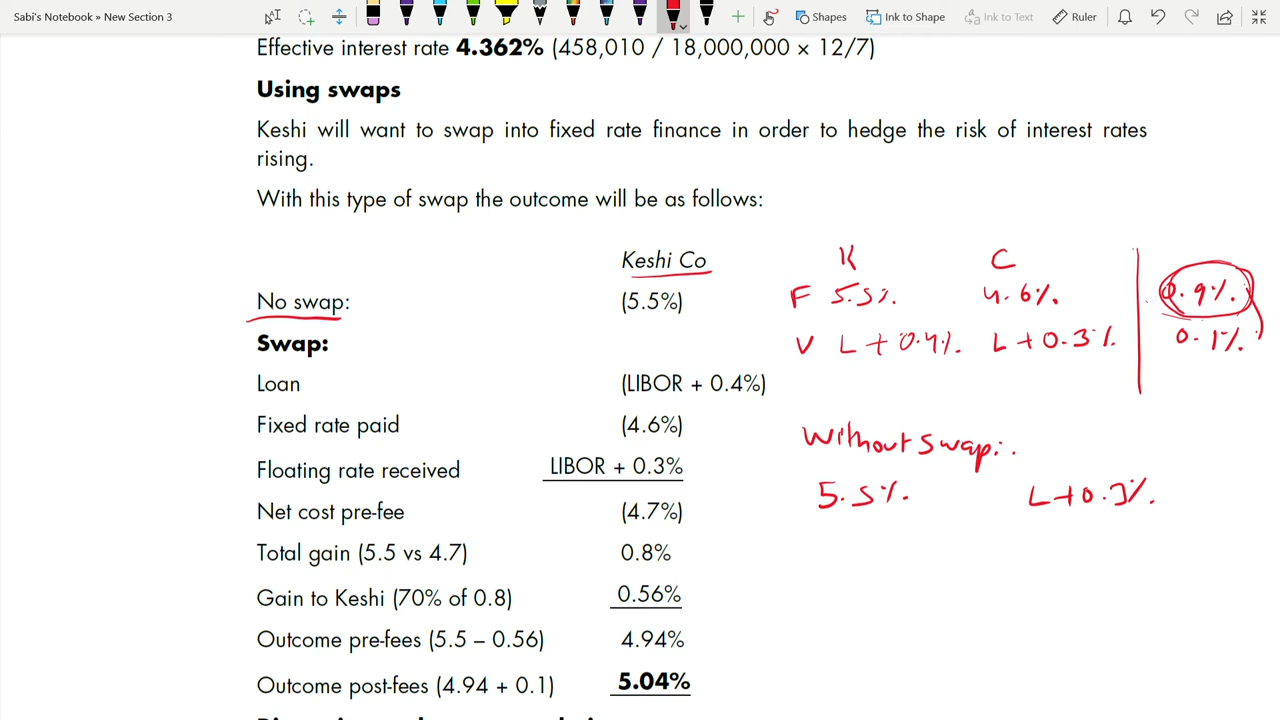 Sabi's Notebook » New Section 3
Shapes
Ink to Shape
Ink to Text
Ruler
Effective interest rate 4.362% (458,010 / 18,000,000 × 12/7)
Using swaps
Keshi will want to swap into fixed rate finance in order to hedge the risk of interest rates
rising.
With this type of swap the outcome will be as follows:
Keshi Co
No swap: (5.5%)
Swap:
Loan (LIBOR + 0.4%)
Fixed rate paid (4.6%)
Floating rate received LIBOR + 0.3%
Net cost pre-fee (4.7%)
Total gain (5.5 vs 4.7) 0.8%
Gain to Keshi (70% of 0.8) 0.56%
Outcome pre-fees (5.5 – 0.56) 4.94%
Outcome post-fees (4.94 + 0.1) 5.04%
K C
F 5.5%. 4.6% 0.9%.
V L + 0.4%. L + 0.3%. 0.1%.
Without swap:.
5.5%. L+0.3%.